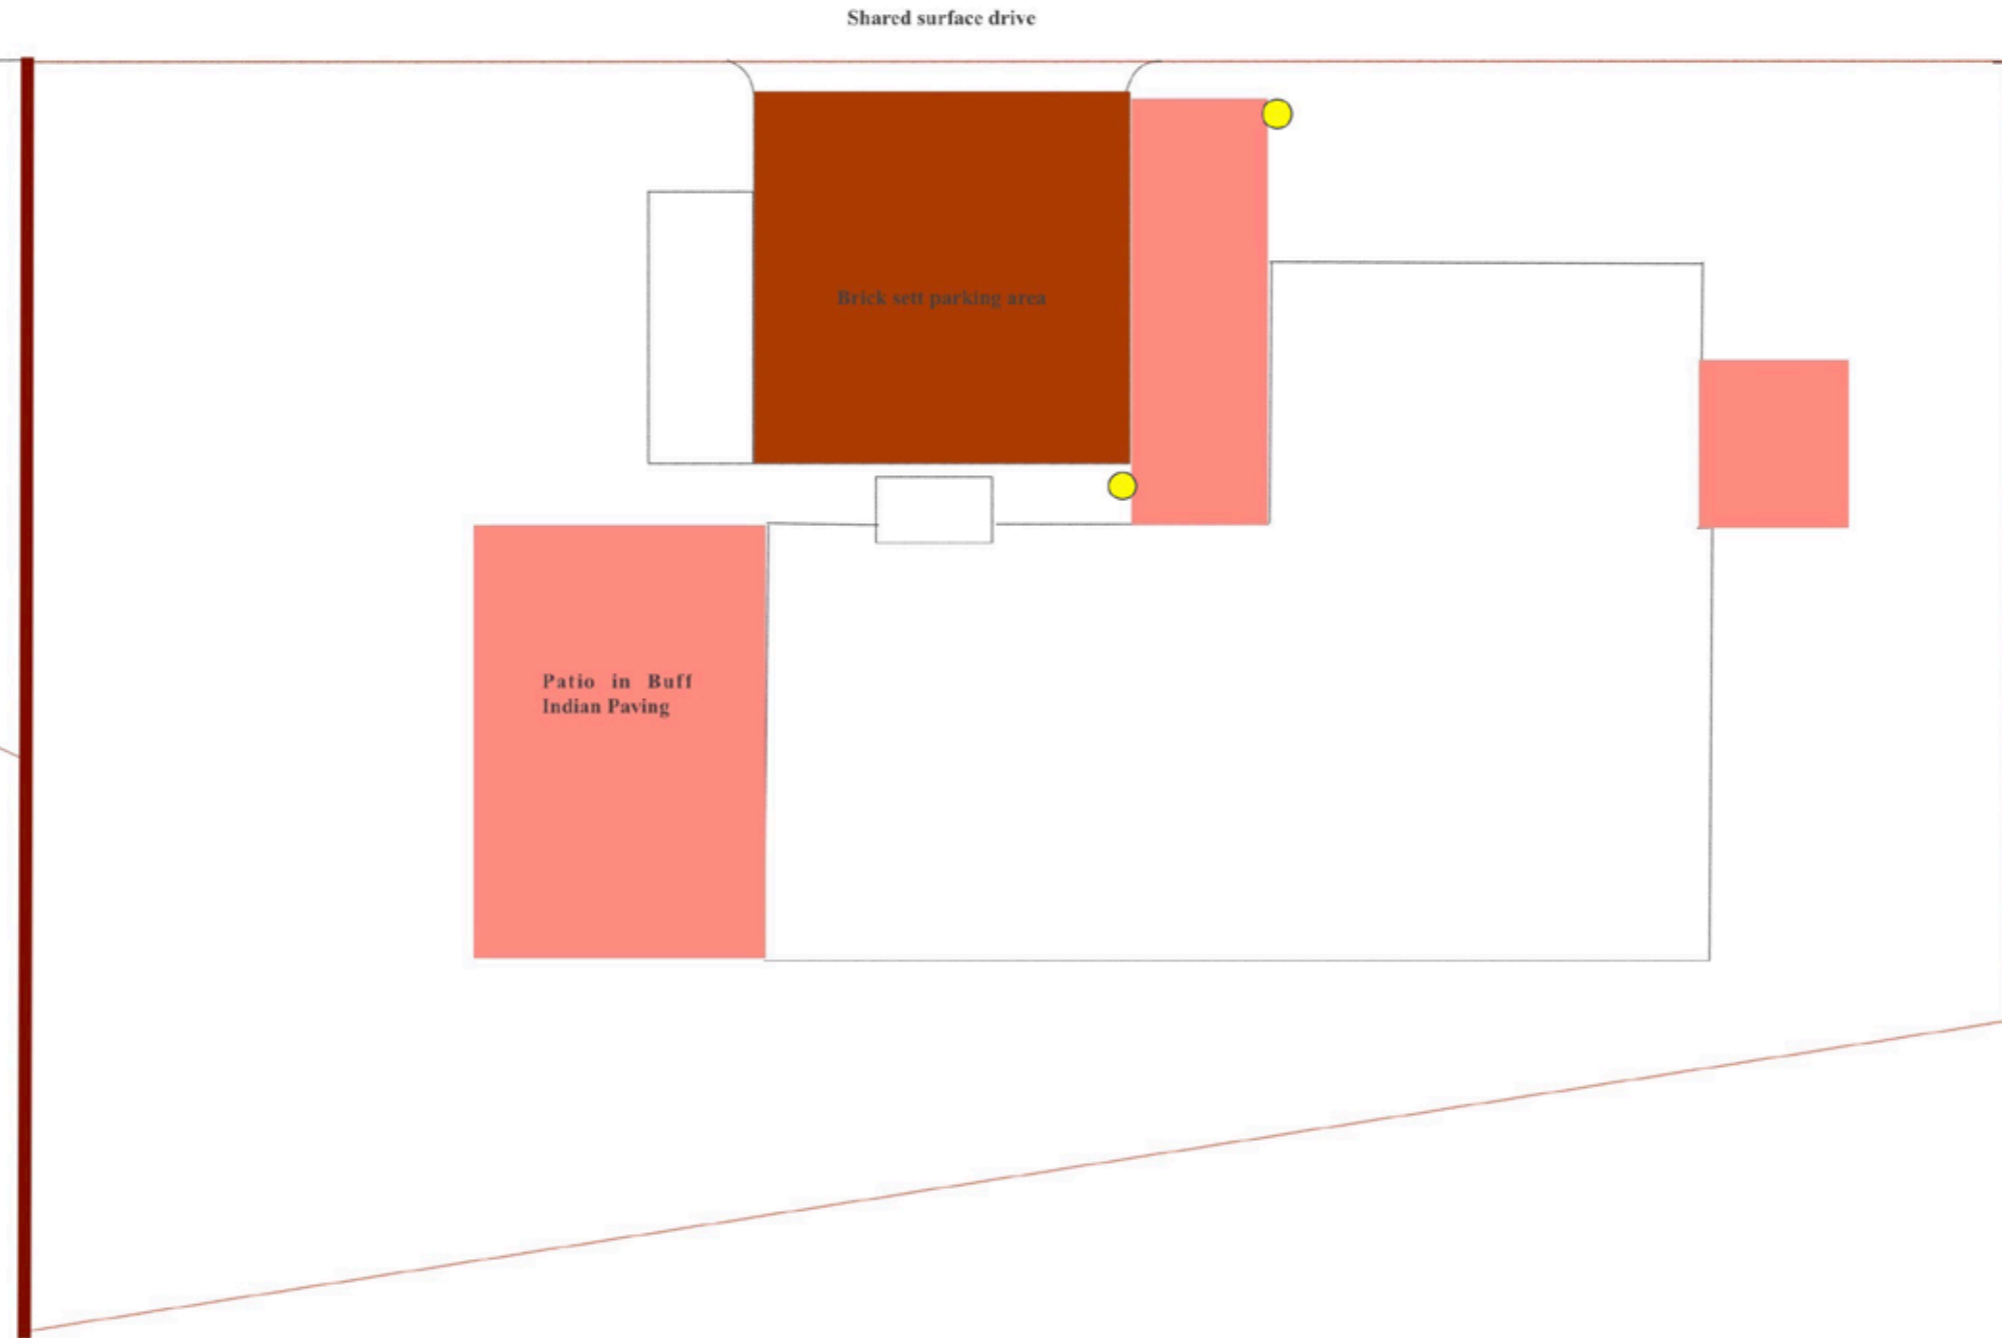 Shared surface drive
Brick sett parking area
Patio in Buff
Indian Paving